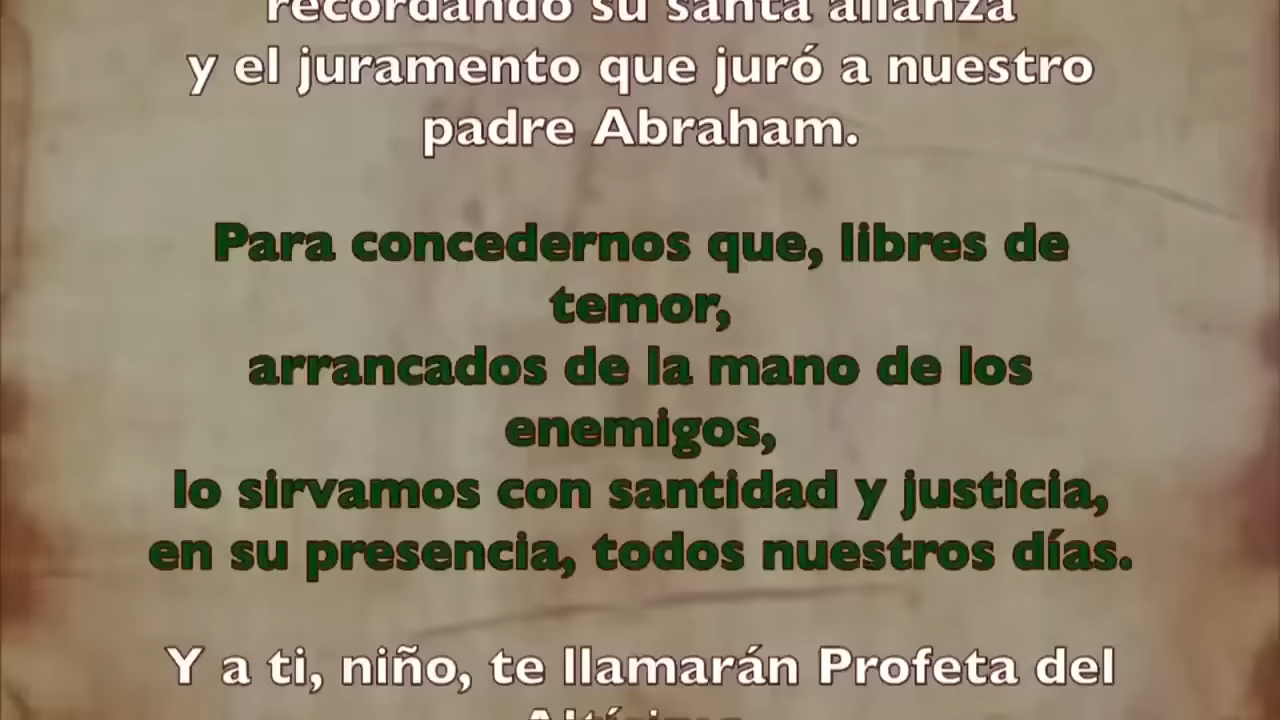 recordando su santa alianza
y el juramento que juró a nuestro
padre Abraham.
Para concedernos que, libres de
temor,
arrancados de la mano de los
enemigos,
lo sirvamos con santidad y justicia,
en su presencia, todos nuestros días.
Y a ti, niño, te llamarán Profeta del